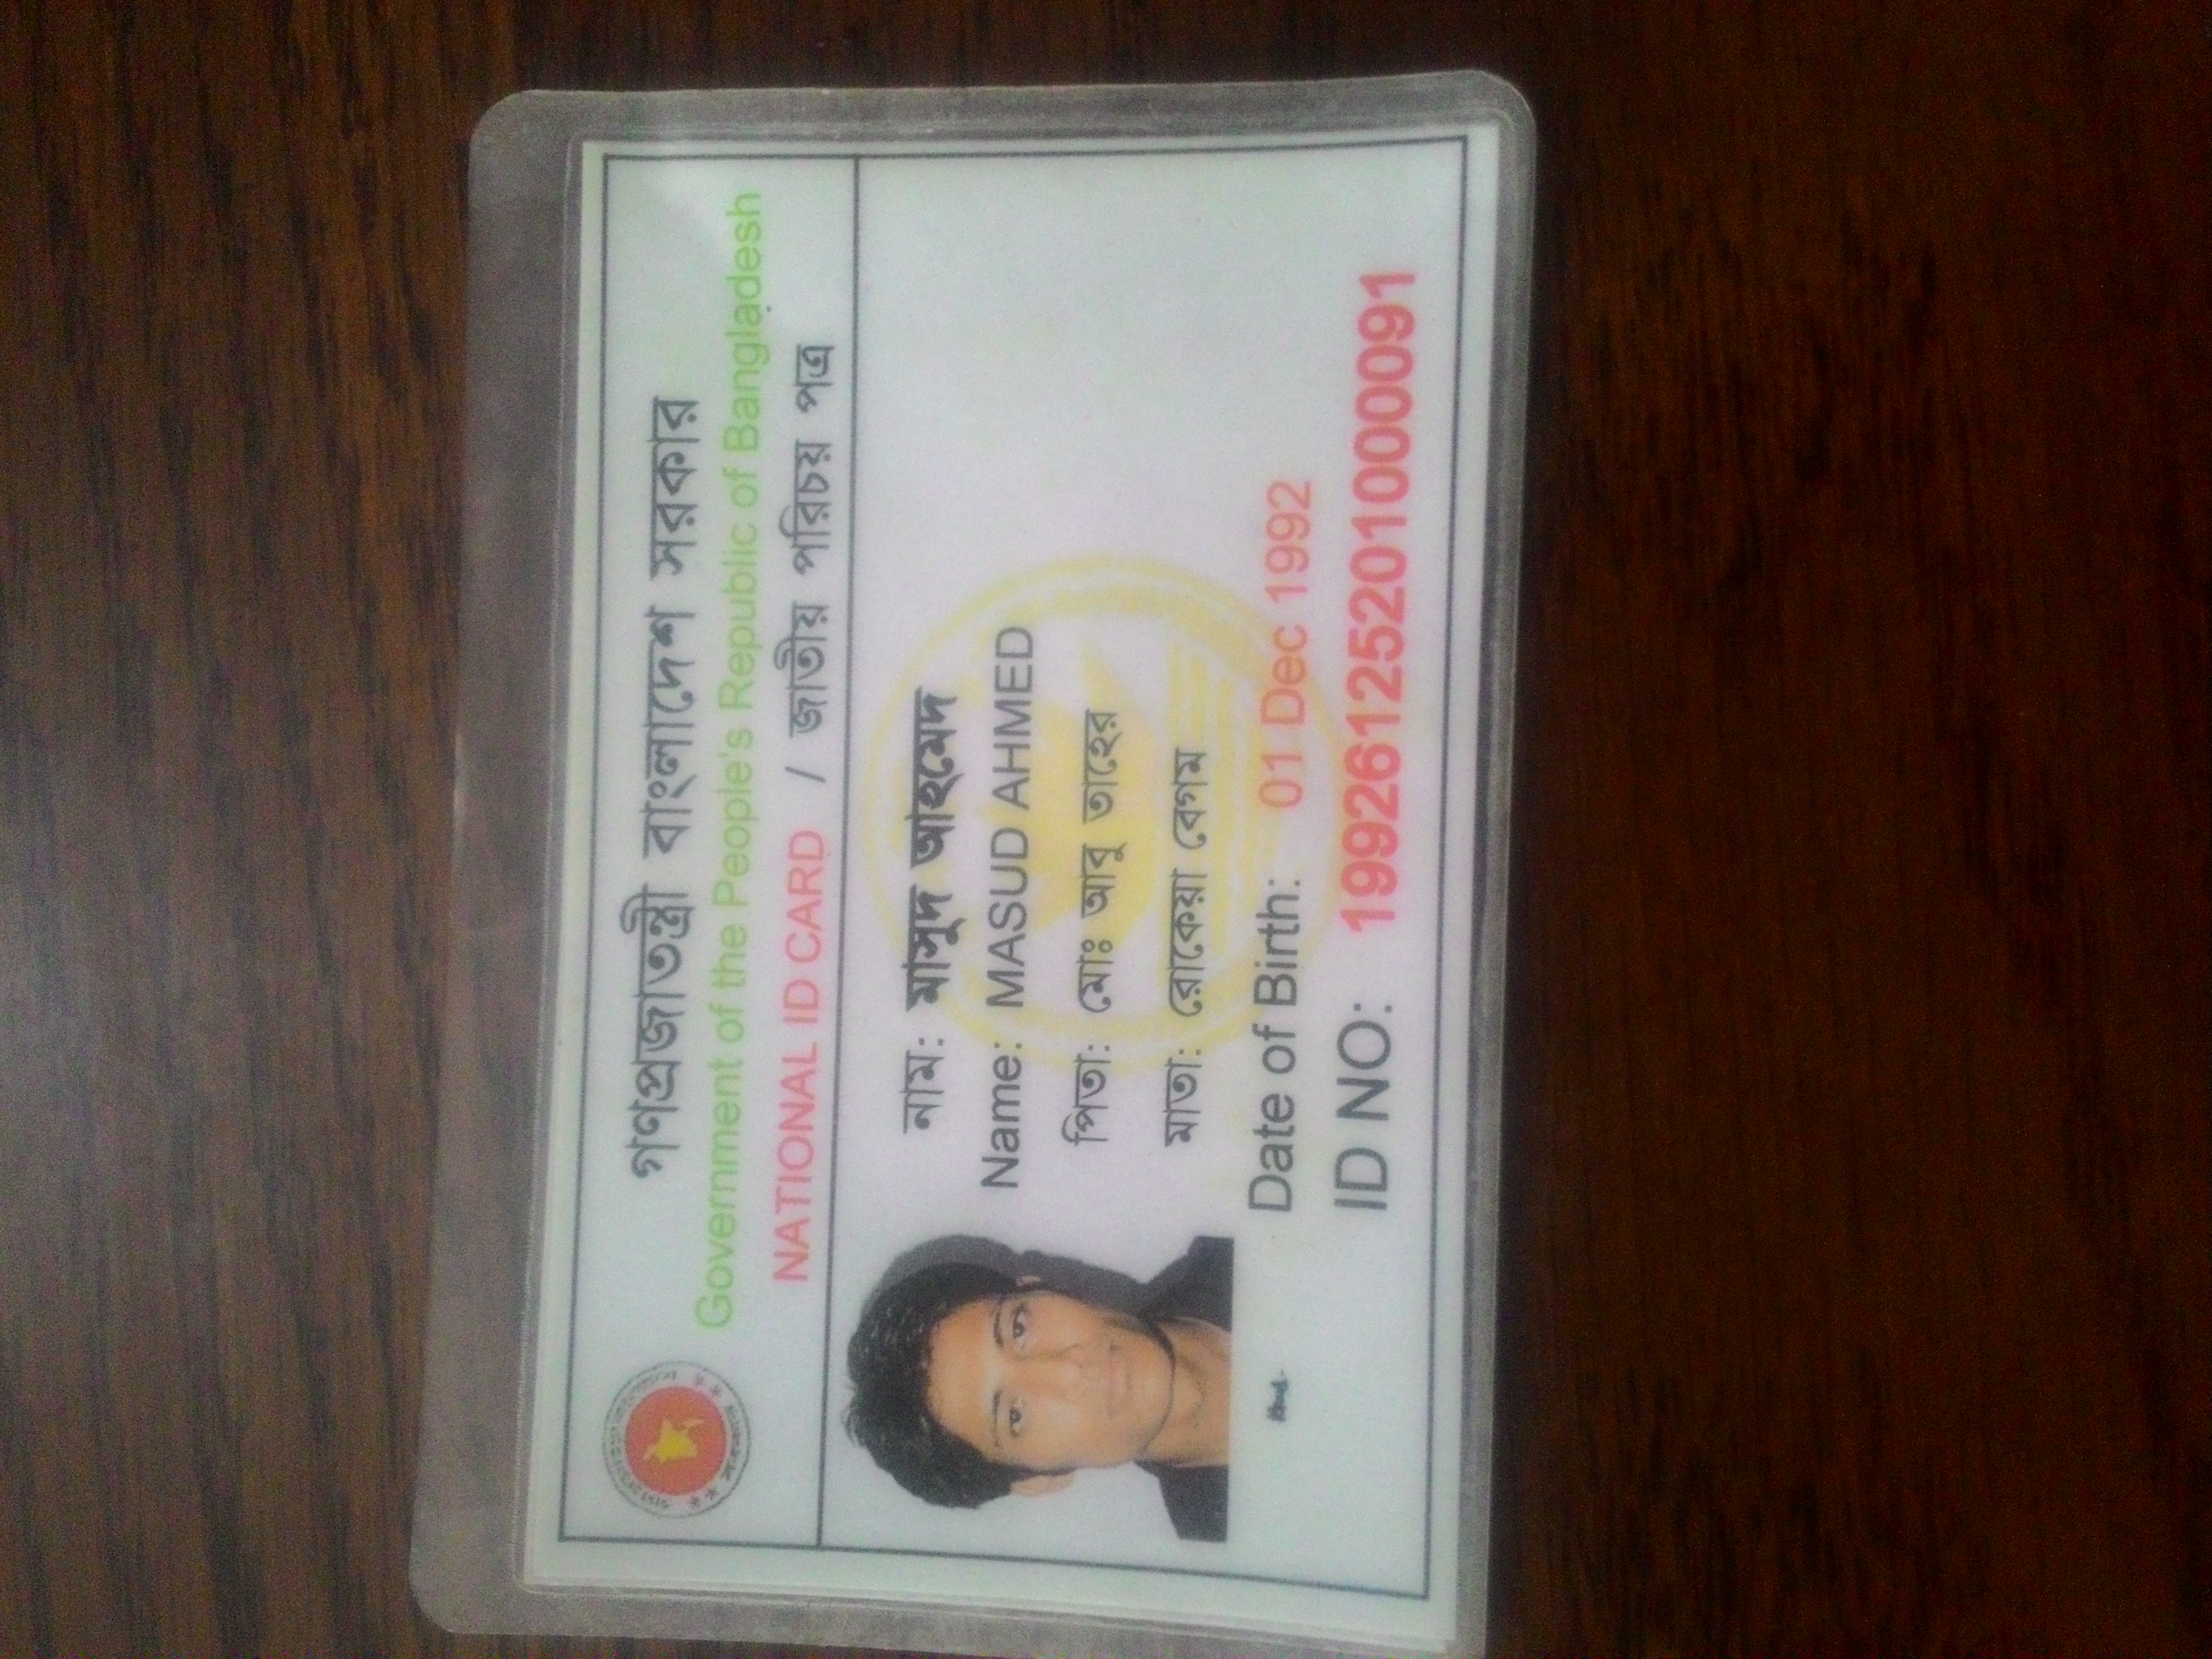 গণপ্রজাতন্ত্রী বাংলাদেশ সরকার
Government of the People's Republic of Bangladesh
NATIONAL ID CARD / জাতীয় পরিচয় পত্র
নাম: মাসুদ আহমেদ
Name: MASUD AHMED
পিতা: মোঃ আবু তাহের
মাতা: রোকেয়া বেগম
Date of Birth: 01 Dec 1992
ID NO: 19926125201000091